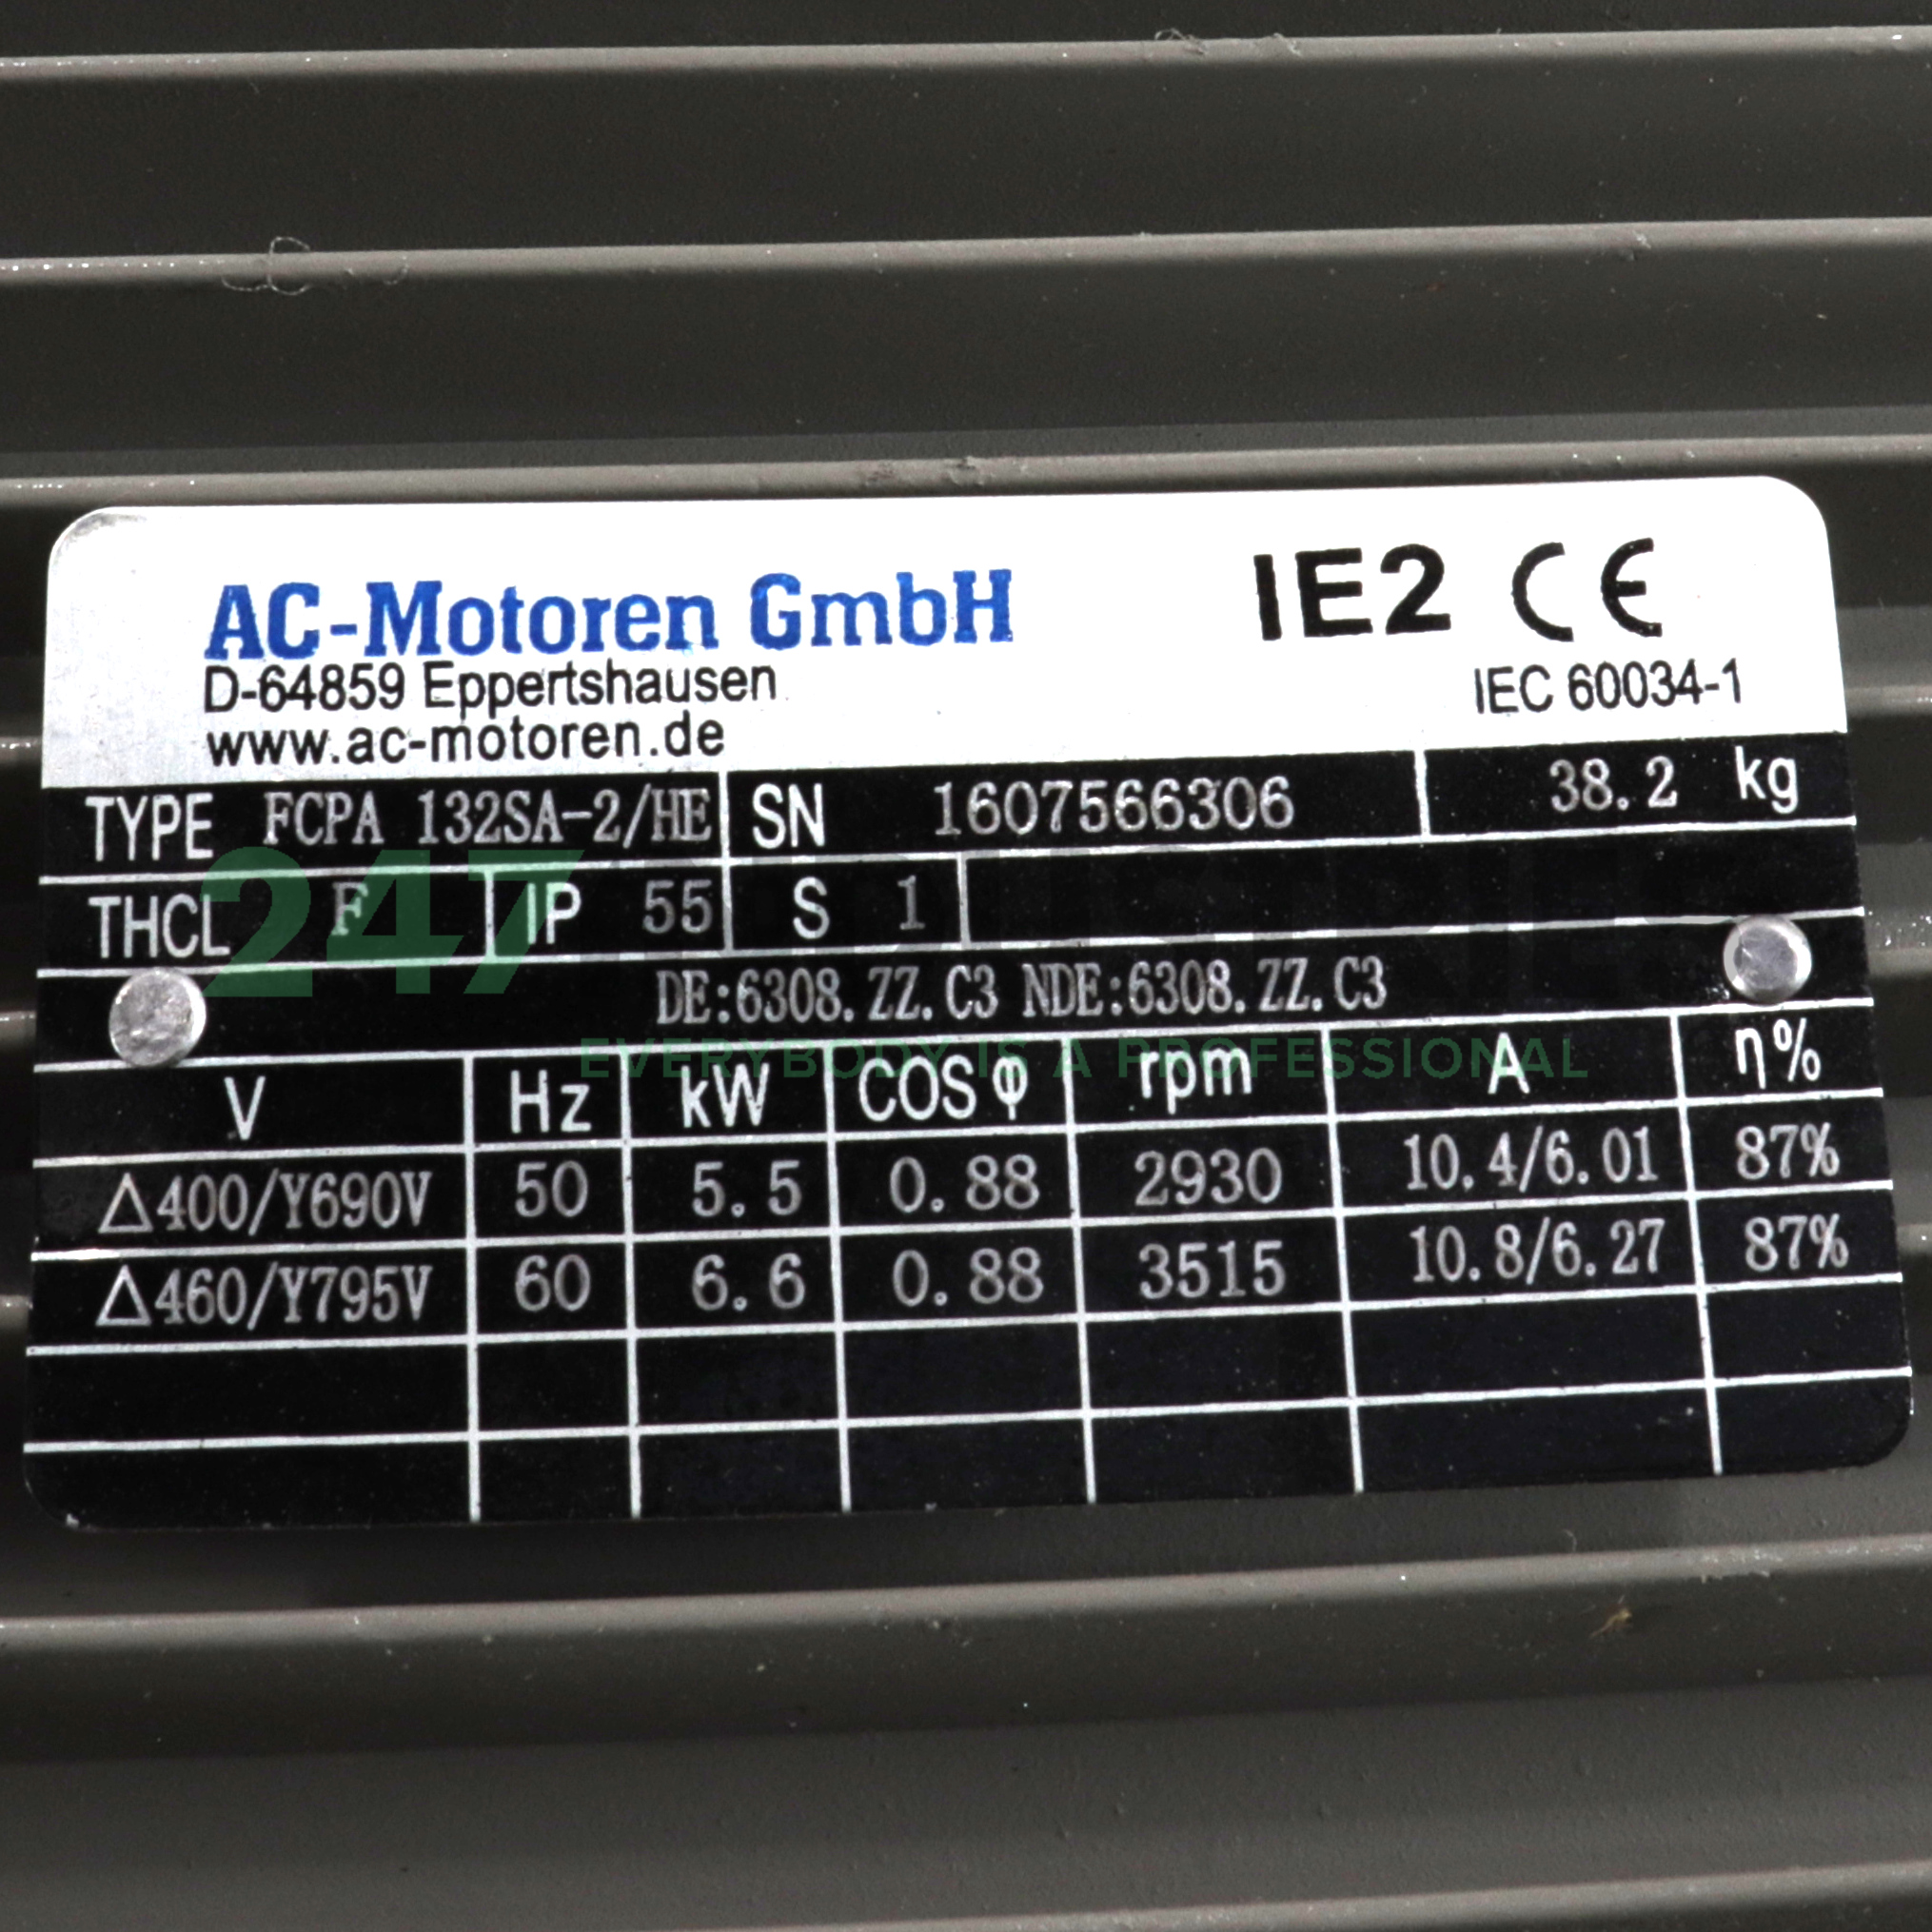 AC-Motoren GmbH
IE2 CE
D-64859 Eppertshausen
IEC 60034-1
www.ac-motoren.de
TYPE FCPA 132SA-2/HE SN 1607566306 38.2 kg
THCL F IP 55 S 1
DE:6308.ZZ.C3 NDE:6308.ZZ.C3
V Hz kW COS φ rpm A η%
△400/Y690V 50 5.5 0.88 2930 10.4/6.01 87%
△460/Y795V 60 6.6 0.88 3515 10.8/6.27 87%
247
EVERYBODY IS A PROFESSIONAL